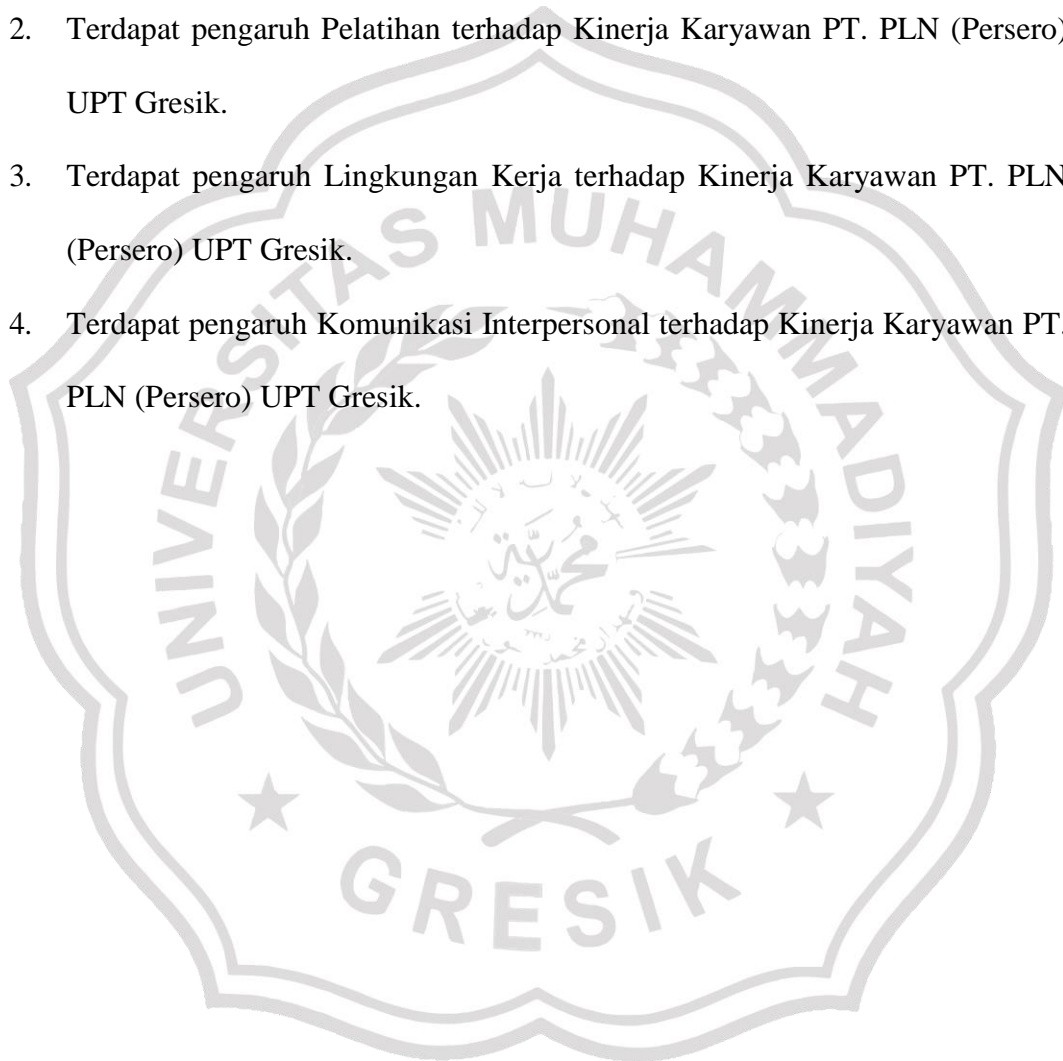 2. Terdapat pengaruh Pelatihan terhadap Kinerja Karyawan PT. PLN (Persero)
UPT Gresik.
3. Terdapat pengaruh Lingkungan Kerja terhadap Kinerja Karyawan PT. PLN
(Persero) UPT Gresik.
4. Terdapat pengaruh Komunikasi Interpersonal terhadap Kinerja Karyawan PT.
PLN (Persero) UPT Gresik.
UNIVERSITAS MUHAMMADIYAH
محمدية
GRESIK